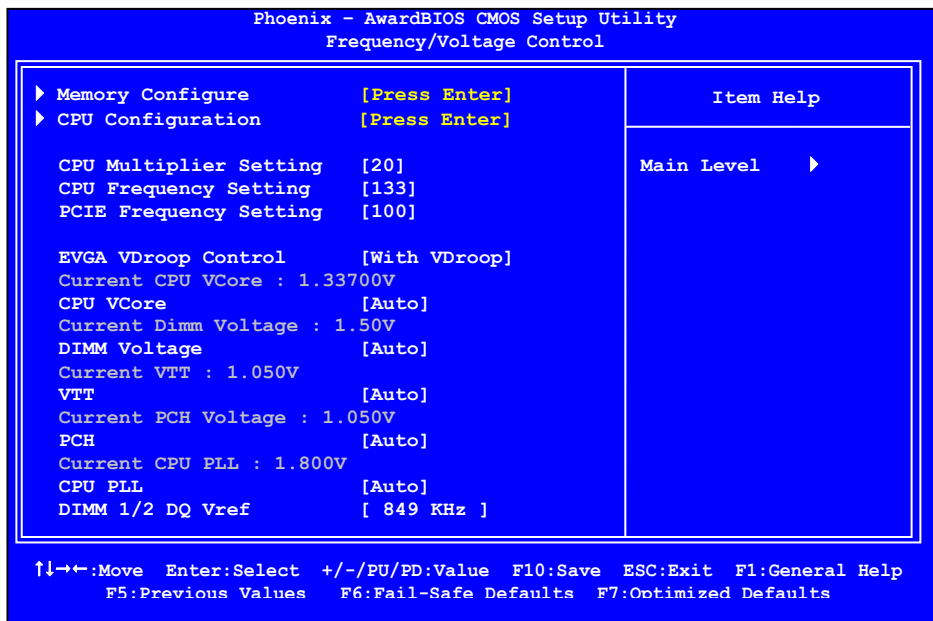 Phoenix – AwardBIOS CMOS Setup Utility
Frequency/Voltage Control
Memory Configure [Press Enter]
CPU Configuration [Press Enter]
Item Help
CPU Multiplier Setting [20]
Main Level
CPU Frequency Setting [133]
PCIE Frequency Setting [100]
EVGA VDroop Control [With VDroop]
Current CPU VCore : 1.33700V
CPU VCore [Auto]
Current Dimm Voltage : 1.50V
DIMM Voltage [Auto]
Current VTT : 1.050V
VTT [Auto]
Current PCH Voltage : 1.050V
PCH [Auto]
Current CPU PLL : 1.800V
CPU PLL [Auto]
DIMM 1/2 DQ Vref [ 849 KHz ]
↑↓→←:Move Enter:Select +/-/PU/PD:Value F10:Save ESC:Exit F1:General Help
F5:Previous Values F6:Fail-Safe Defaults F7:Optimized Defaults